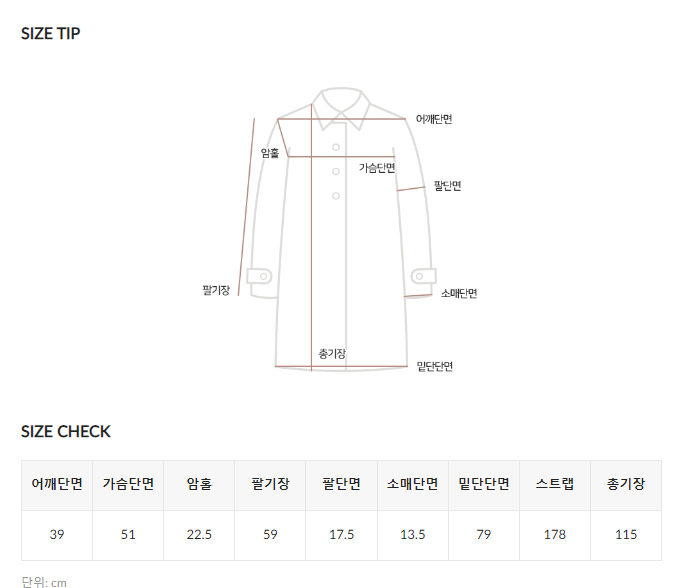 SIZE TIP
어깨단면
암홀
가슴단면
팔단면
팔기장
소매단면
총기장
밑단단면
SIZE CHECK
어깨단면 가슴단면 암홀 팔기장 팔단면 소매단면 밑단단면 스트랩 총기장
39 51 22.5 59 17.5 13.5 79 178 115
단위: cm